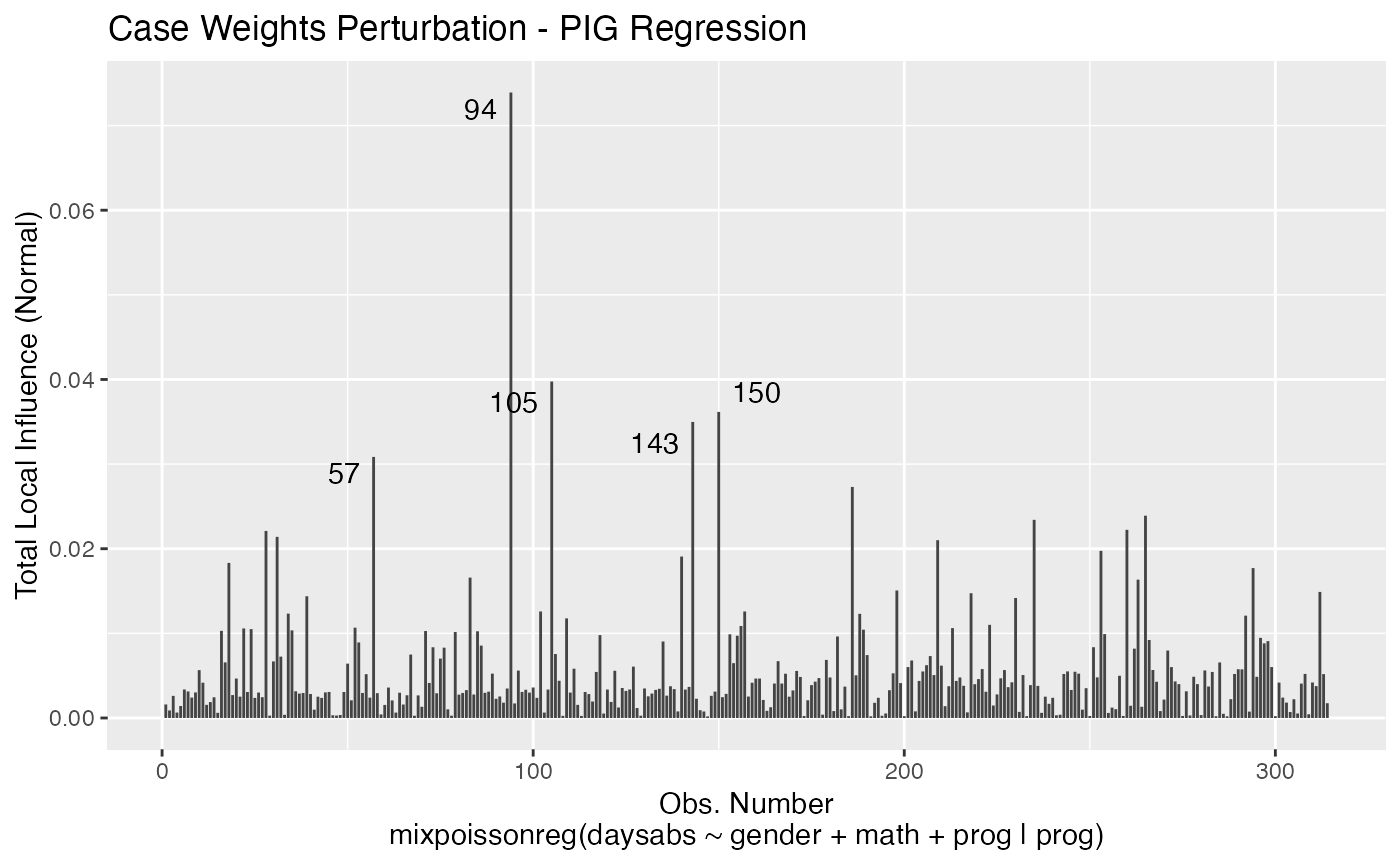 Case Weights Perturbation - PIG Regression
94
0.06
Total Local Influence (Normal)
0.04
150
105
143
57
0.02
0.00
0 100 200 300
Obs. Number
mixpoissonreg(daysabs ~ gender + math + prog | prog)